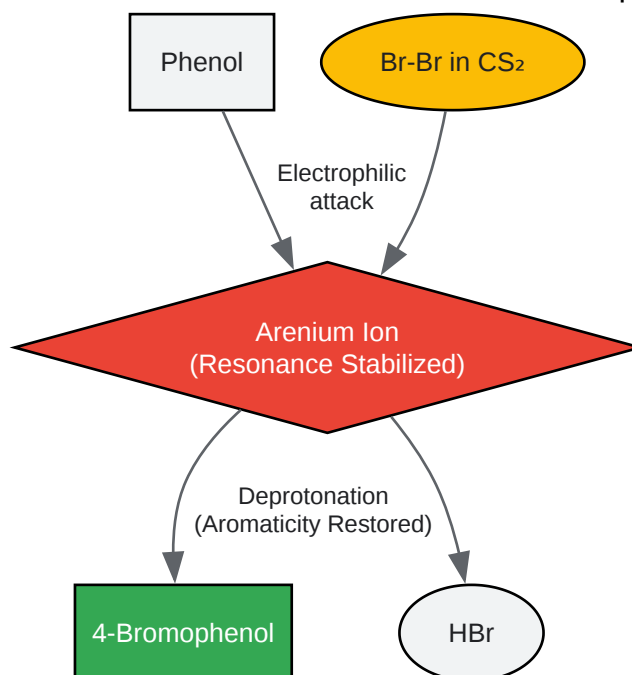 Phenol
Br-Br in CS₂
Electrophilic
attack
Arenium Ion
(Resonance Stabilized)
Deprotonation
(Aromaticity Restored)
4-Bromophenol
HBr